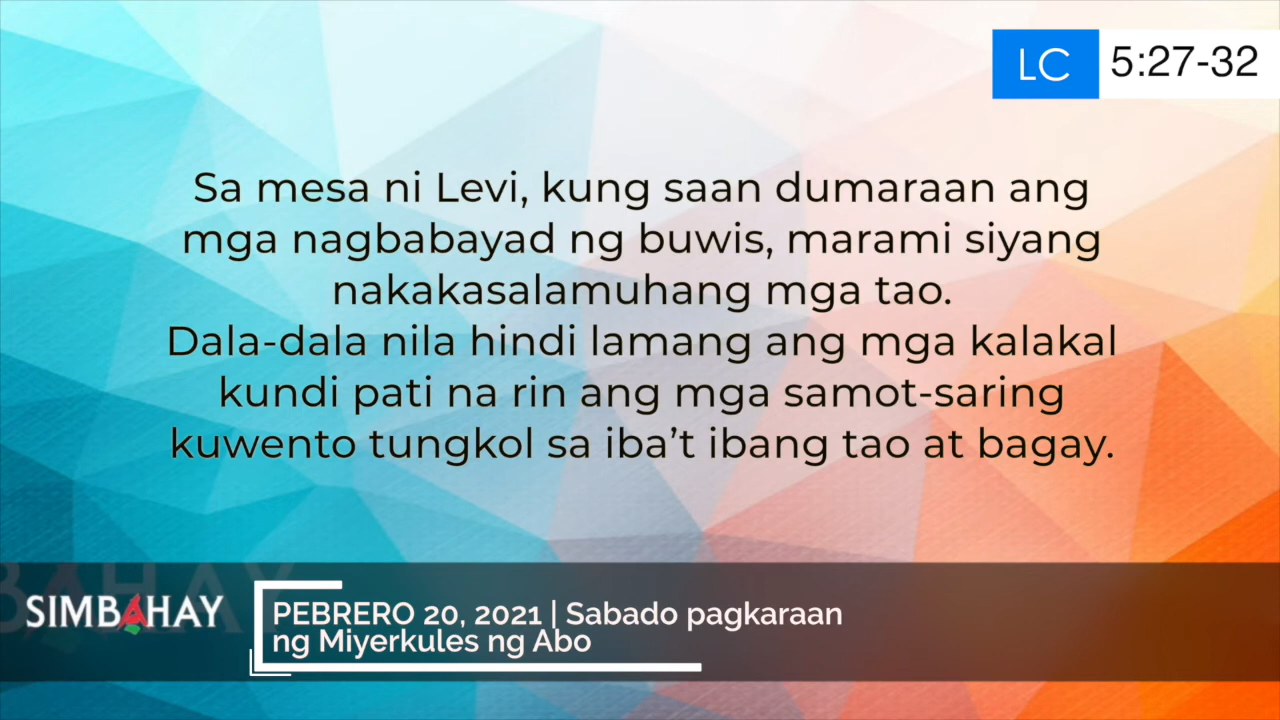 LC 5:27-32
Sa mesa ni Levi, kung saan dumaraan ang
mga nagbabayad ng buwis, marami siyang
nakakasalamuhang mga tao.
Dala-dala nila hindi lamang ang mga kalakal
kundi pati na rin ang mga samot-saring
kuwento tungkol sa iba't ibang tao at bagay.
SIMBAHAY
PEBRERO 20, 2021 | Sabado pagkaraan
ng Miyerkules ng Abo